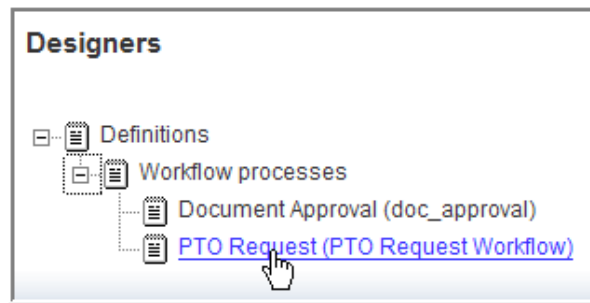 Designers
Definitions
Workflow processes
Document Approval (doc_approval)
PTO Request (PTO Request Workflow)